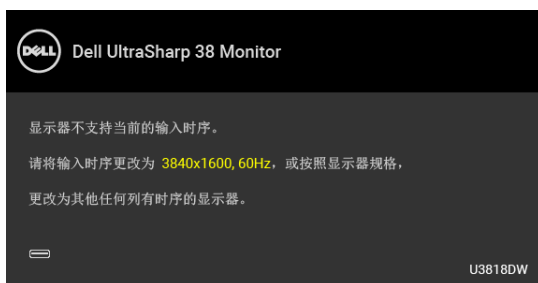 DELL
Dell UltraSharp 38 Monitor
显示器不支持当前的输入时序。
请将输入时序更改为 3840x1600, 60Hz，或按照显示器规格，
更改为其他任何列有时序的显示器。
U3818DW